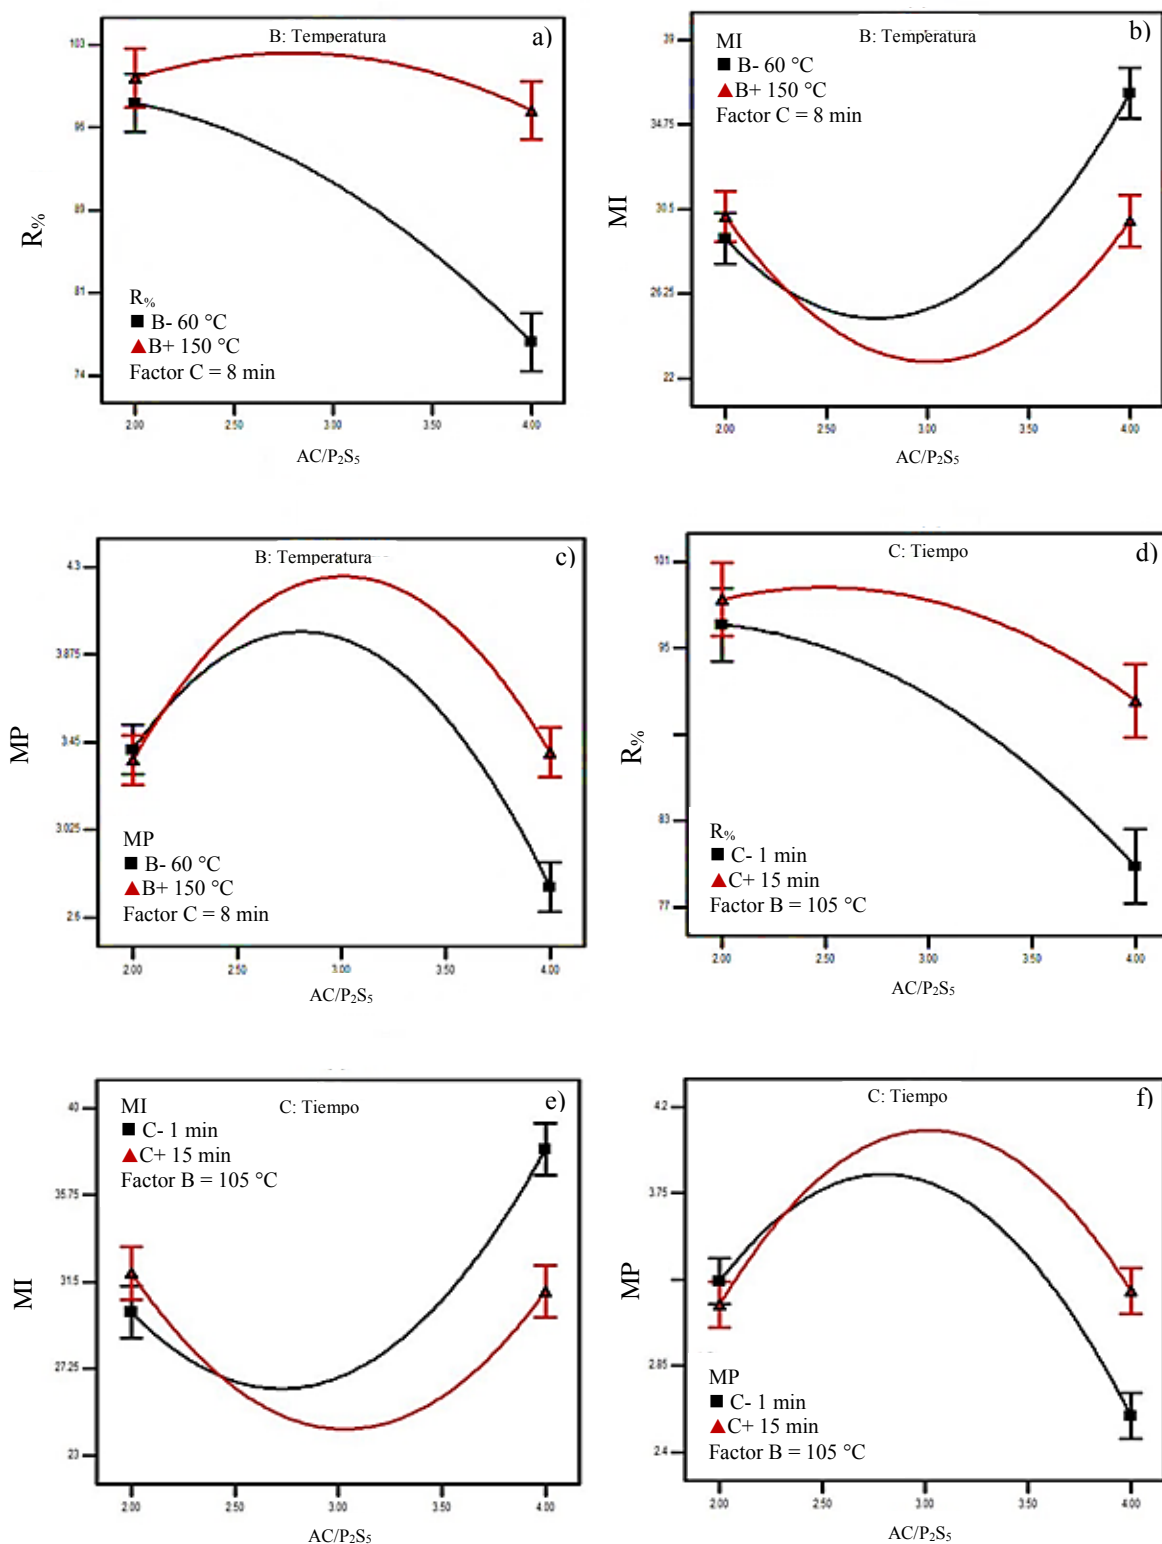 B: Temperatura
a)
103
96
89
81
74
R%
R%
■ B- 60 °C
▲B+ 150 °C
Factor C = 8 min
2.00
2.50
3.00
3.50
4.00
AC/P₂S₅
B: Temperatura
b)
MI
■ B- 60 °C
▲B+ 150 °C
Factor C = 8 min
39
34.75
30.5
26.25
22
MI
2.00
2.50
3.00
3.50
4.00
AC/P₂S₅
B: Temperatura
c)
4.3
3.875
3.45
3.025
2.6
MP
MP
■ B- 60 °C
▲B+ 150 °C
Factor C = 8 min
2.00
2.50
3.00
3.50
4.00
AC/P₂S₅
C: Tiempo
d)
101
95
83
77
R%
R%
■ C- 1 min
▲ C+ 15 min
Factor B = 105 °C
2.00
2.50
3.00
3.50
4.00
AC/P₂S₅
C: Tiempo
e)
MI
■ C- 1 min
▲C+ 15 min
Factor B = 105 °C
40
35.75
31.5
27.25
23
MI
2.00
2.50
3.00
3.50
4.00
AC/P₂S₅
C: Tiempo
f)
4.2
3.75
2.85
2.4
MP
MP
■ C- 1 min
▲C+ 15 min
Factor B = 105 °C
2.00
2.50
3.00
3.50
4.00
AC/P₂S₅